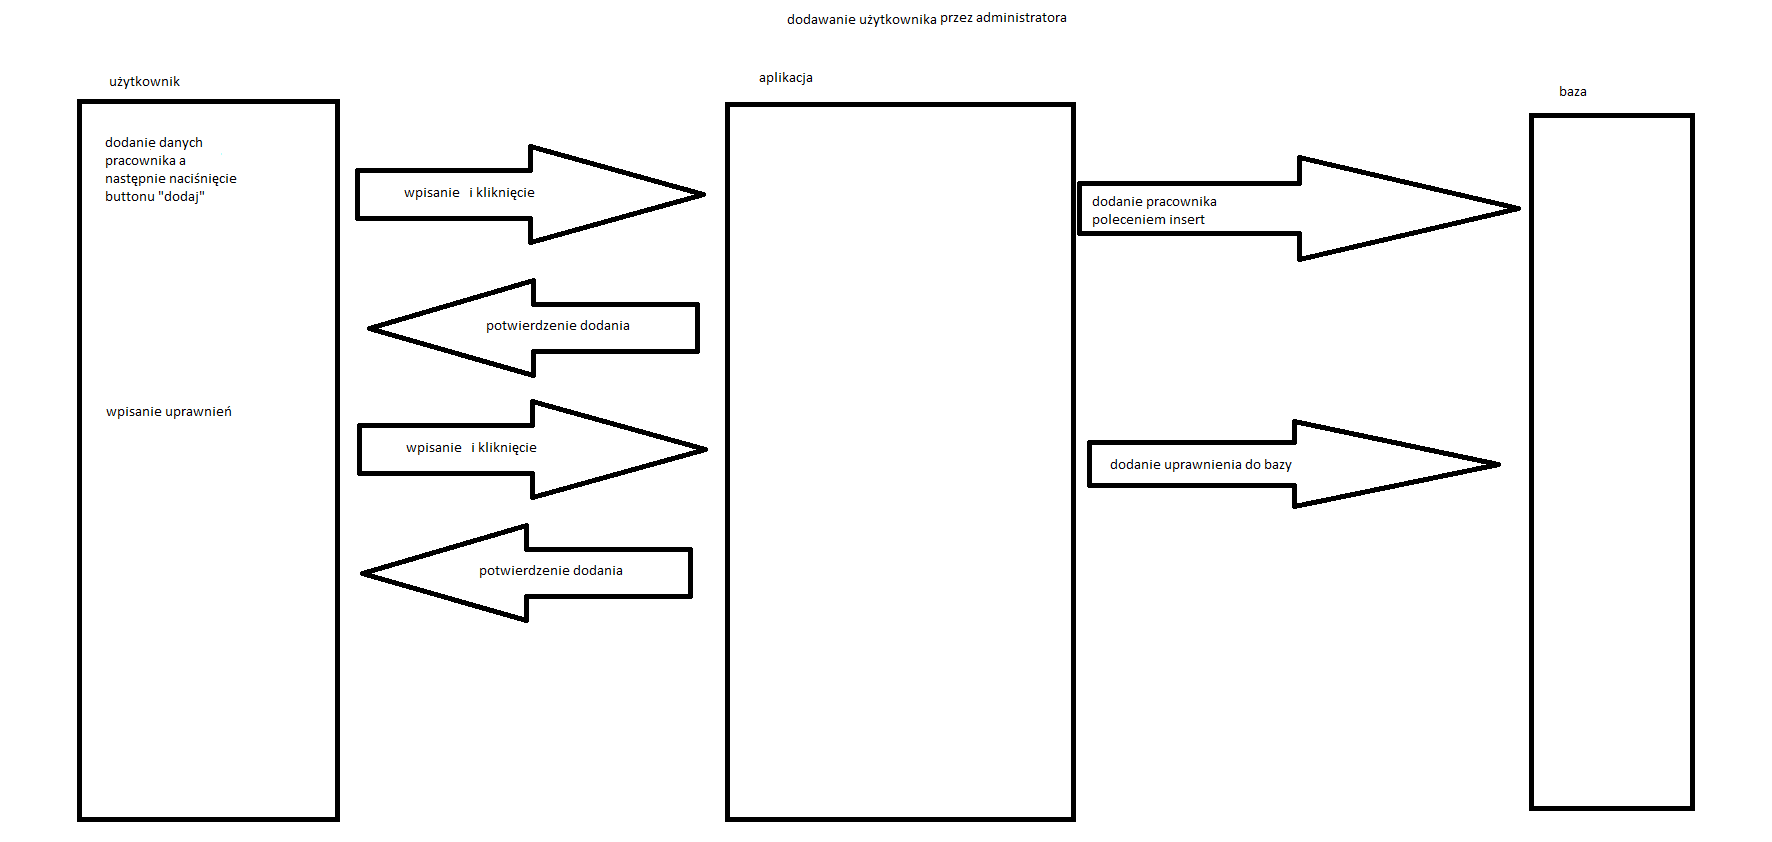 dodawanie użytkownika przez administratora
użytkownik
aplikacja
baza
dodanie danych
pracownika a
następnie naciśnięcie
buttonu "dodaj"
wpisanie i kliknięcie
dodanie pracownika
poleceniem insert
potwierdzenie dodania
wpisanie uprawnień
wpisanie i kliknięcie
dodanie uprawnienia do bazy
potwierdzenie dodania